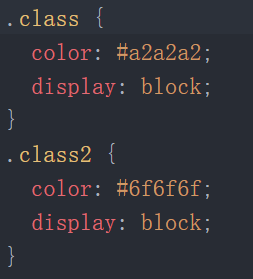 .class {
  color: #a2a2a2;
  display: block;
}
.class2 {
  color: #6f6f6f;
  display: block;
}